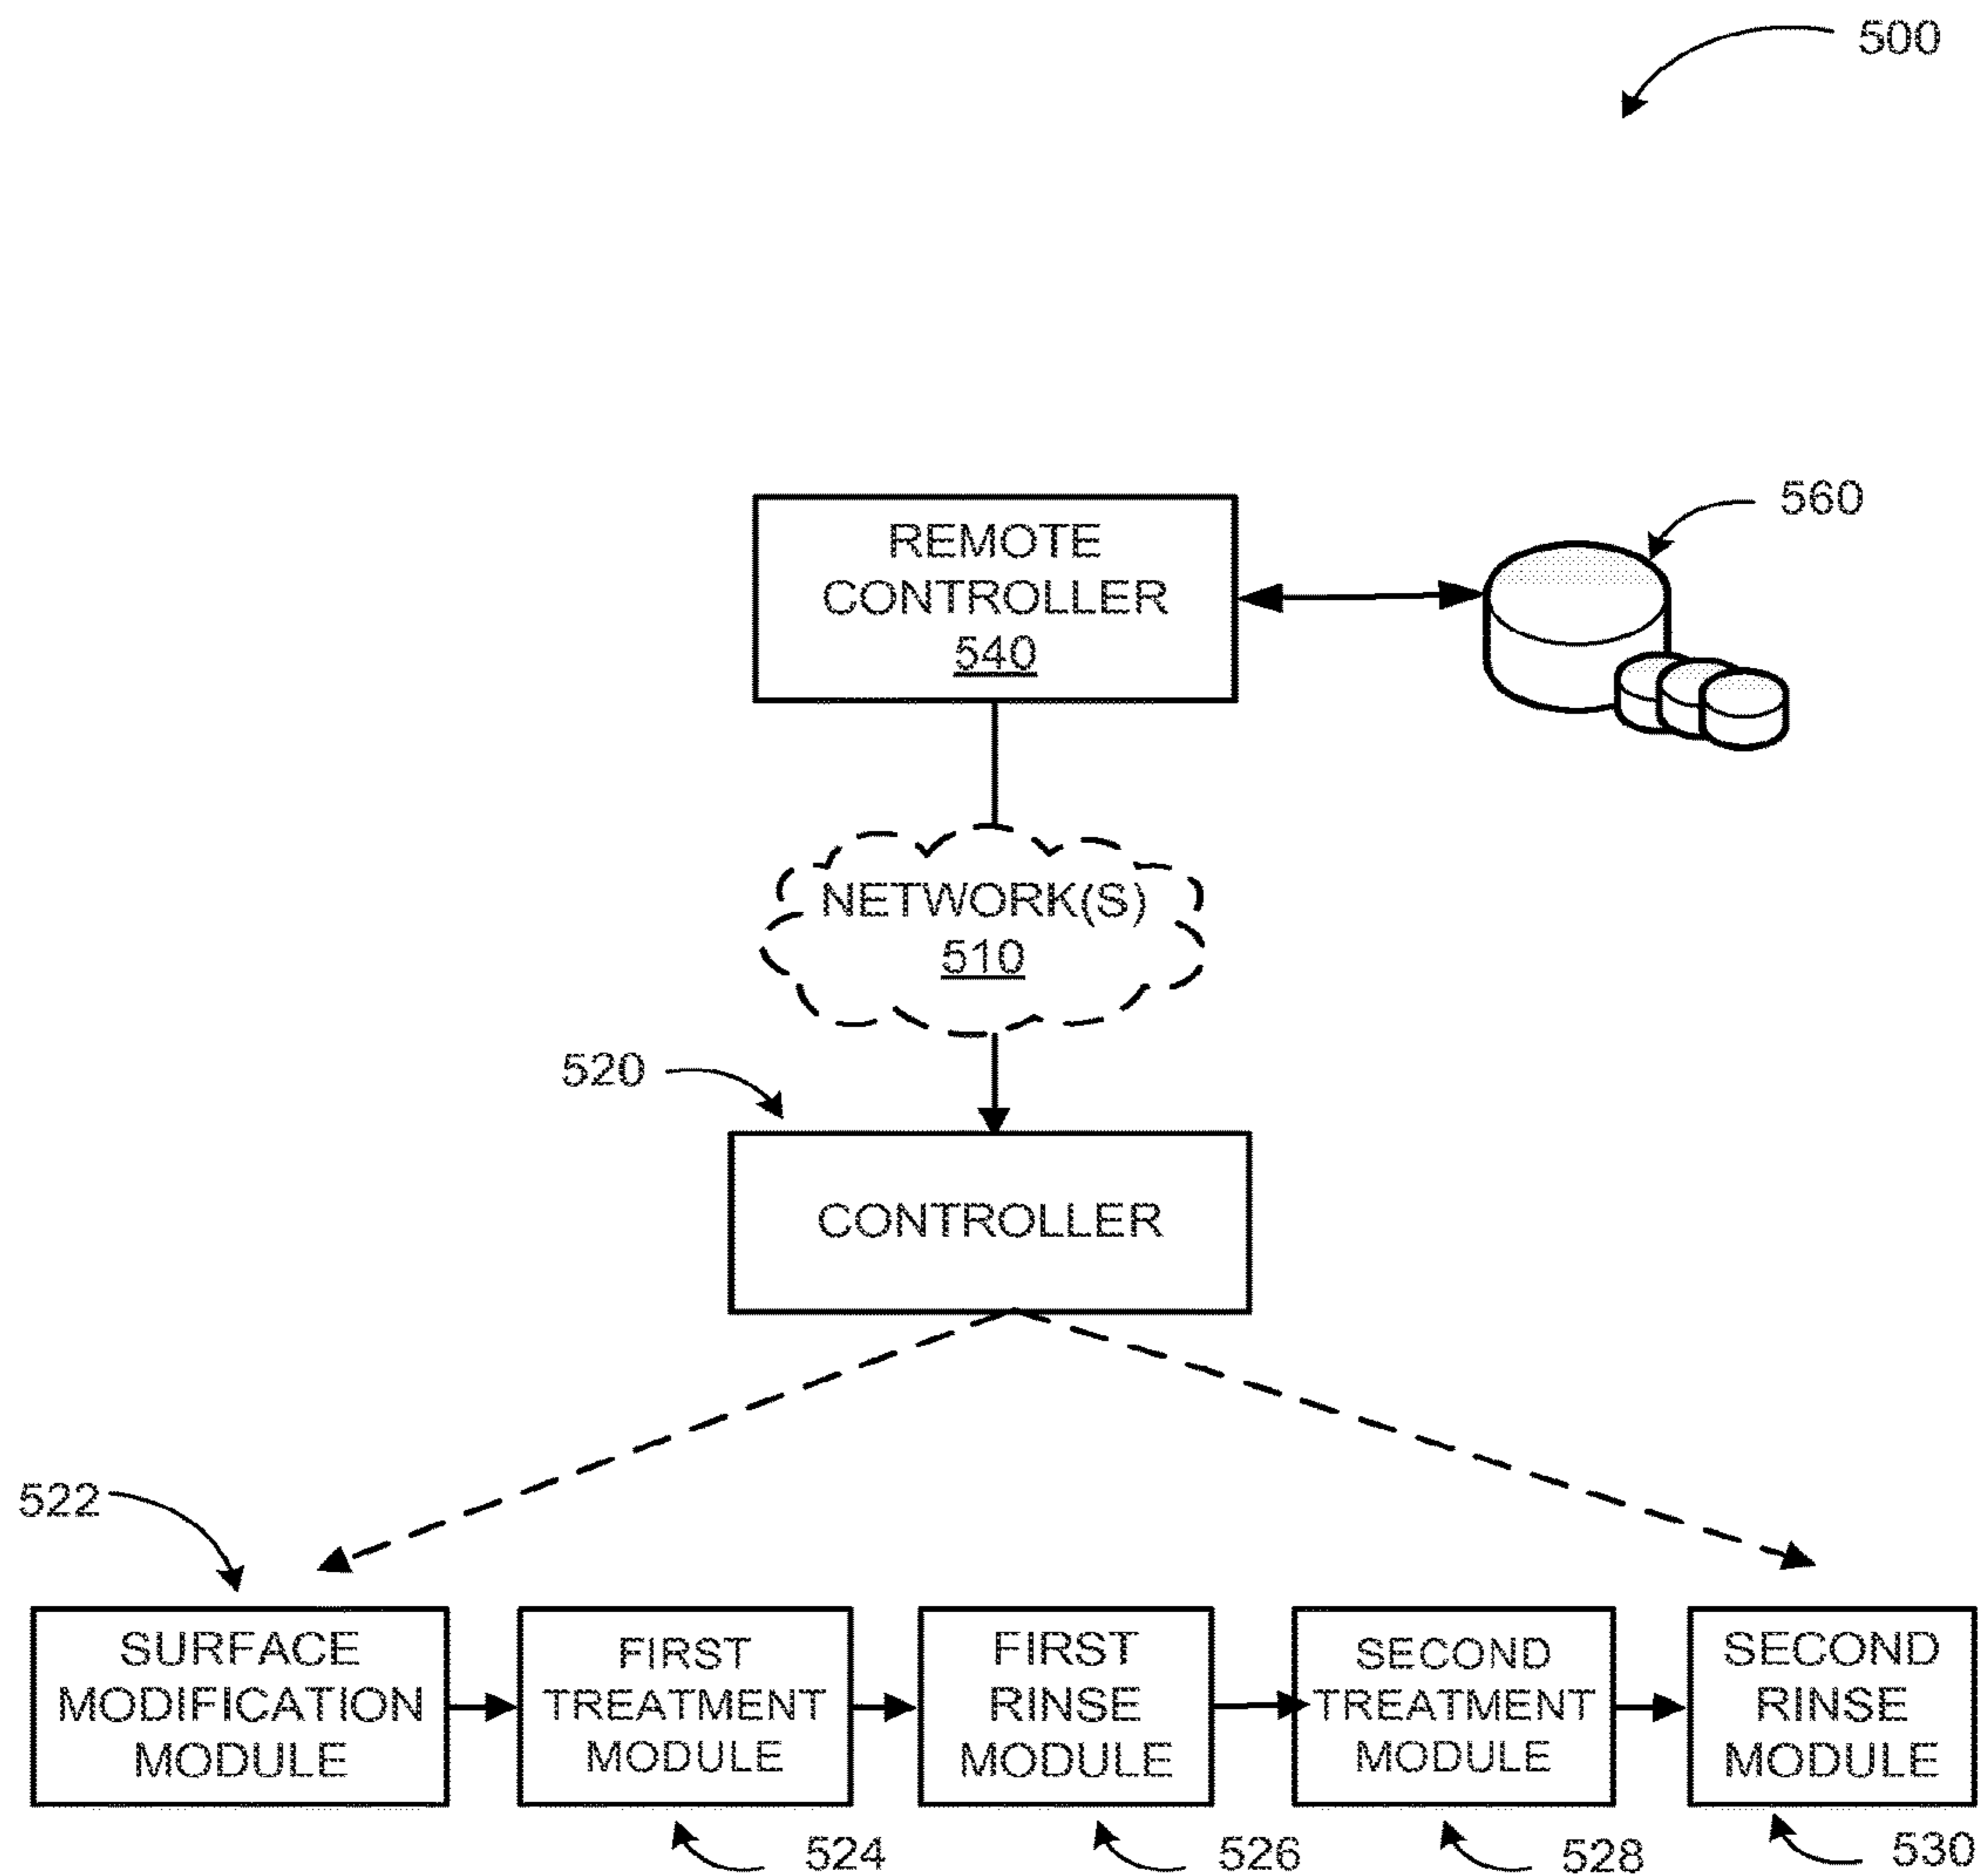 500
560
REMOTE
CONTROLLER
540
NETWORK(S)
510
520
CONTROLLER
522
SURFACE
MODIFICATION
MODULE
FIRST
TREATMENT
MODULE
FIRST
RINSE
MODULE
SECOND
TREATMENT
MODULE
SECOND
RINSE
MODULE
524
526
528
530